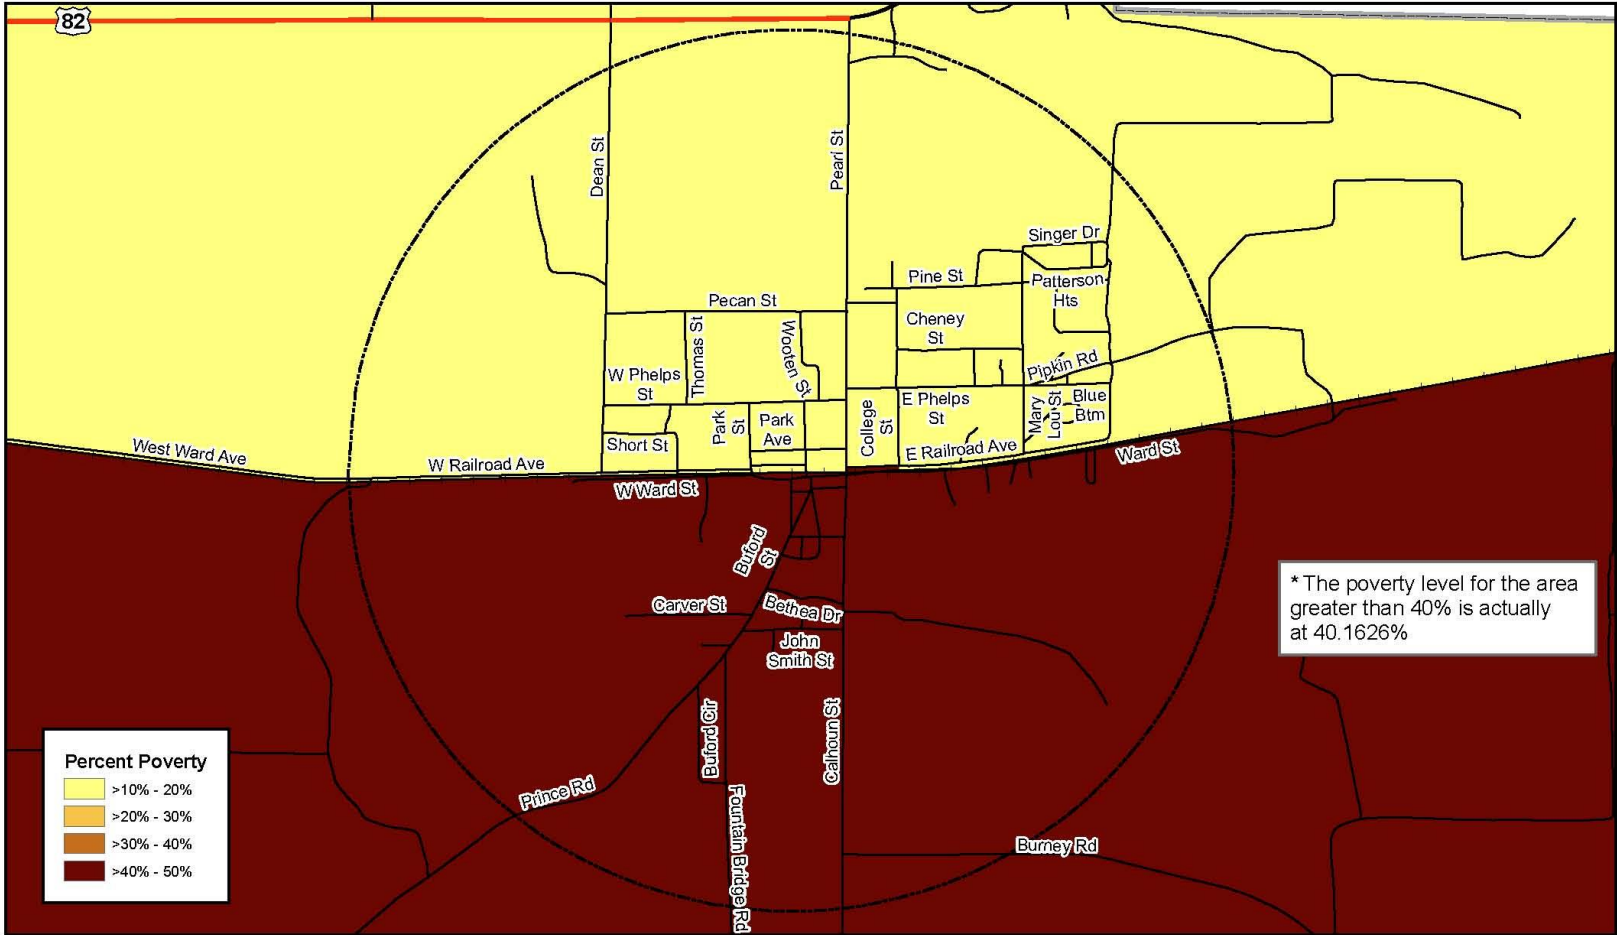 82
Dean St
Pearl St
Singer Dr
Pine St
Patterson
Hts
Pecan St
Thomas St
Wooten St
Cheney
St
Pipkin Rd
W Phelps
St
Park
St
Park
Ave
College
St
E Phelps
St
Mary
Lou St
Blue
Btm
Short St
E Railroad Ave
West Ward Ave
W Railroad Ave
Ward St
W Ward St
Buford
St
Carver St
Bethea Dr
John
Smith St
* The poverty level for the area
greater than 40% is actually
at 40.1626%
Buford Cir
Calhoun St
Prince Rd
Fountain Bridge Rd
Burney Rd
Percent Poverty
>10% - 20%
>20% - 30%
>30% - 40%
>40% - 50%